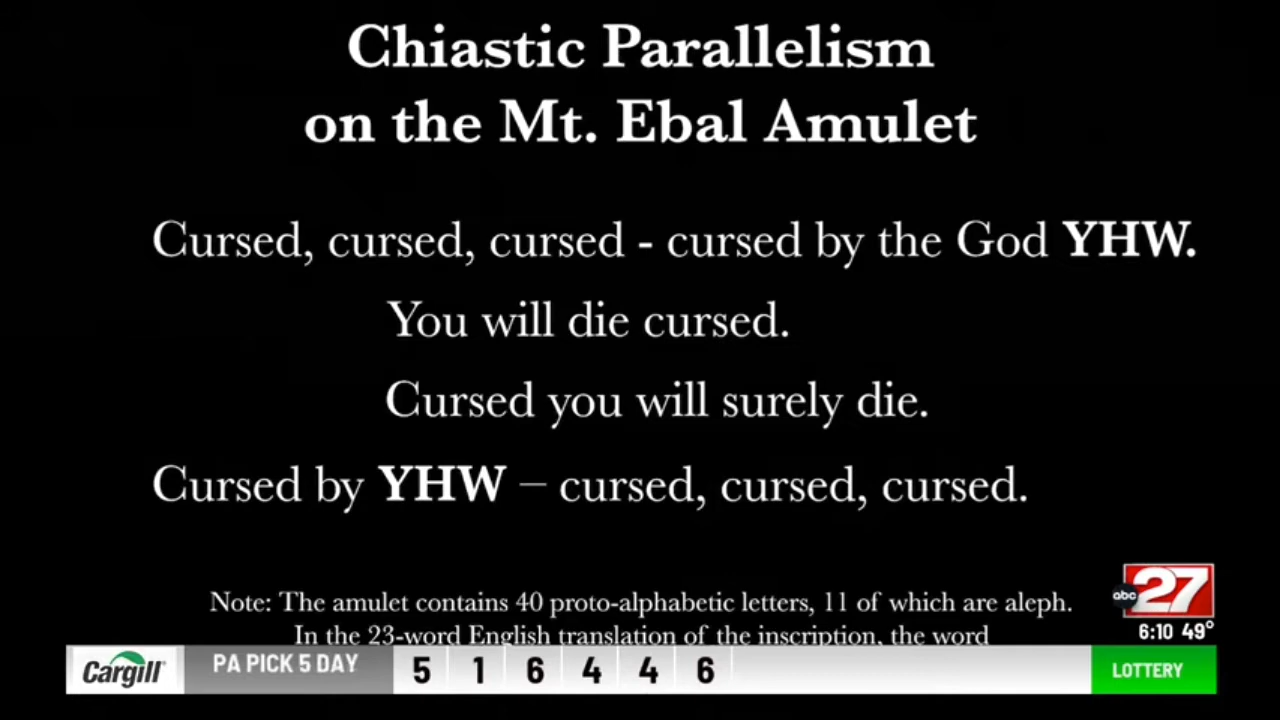 Chiastic Parallelism
on the Mt. Ebal Amulet
Cursed, cursed, cursed - cursed by the God YHW.
You will die cursed.
Cursed you will surely die.
Cursed by YHW – cursed, cursed, cursed.
Note: The amulet contains 40 proto-alphabetic letters, 11 of which are aleph.
In the 23-word English translation of the inscription, the word
abc 27
6:10 49°
Cargill PA PICK 5 DAY 5 1 6 4 4 6 LOTTERY